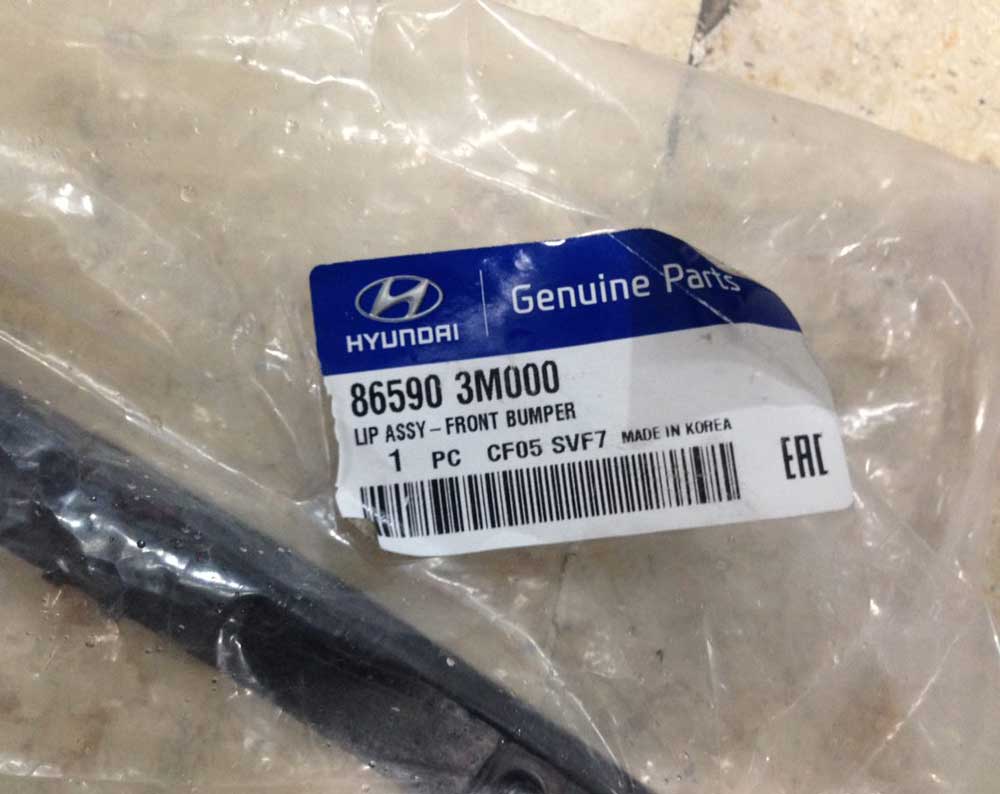 HYUNDAI
Genuine Parts
86590 3M000
LIP ASSY-FRONT BUMPER
1 PC CF05 SVF7 MADE IN KOREA
EAC